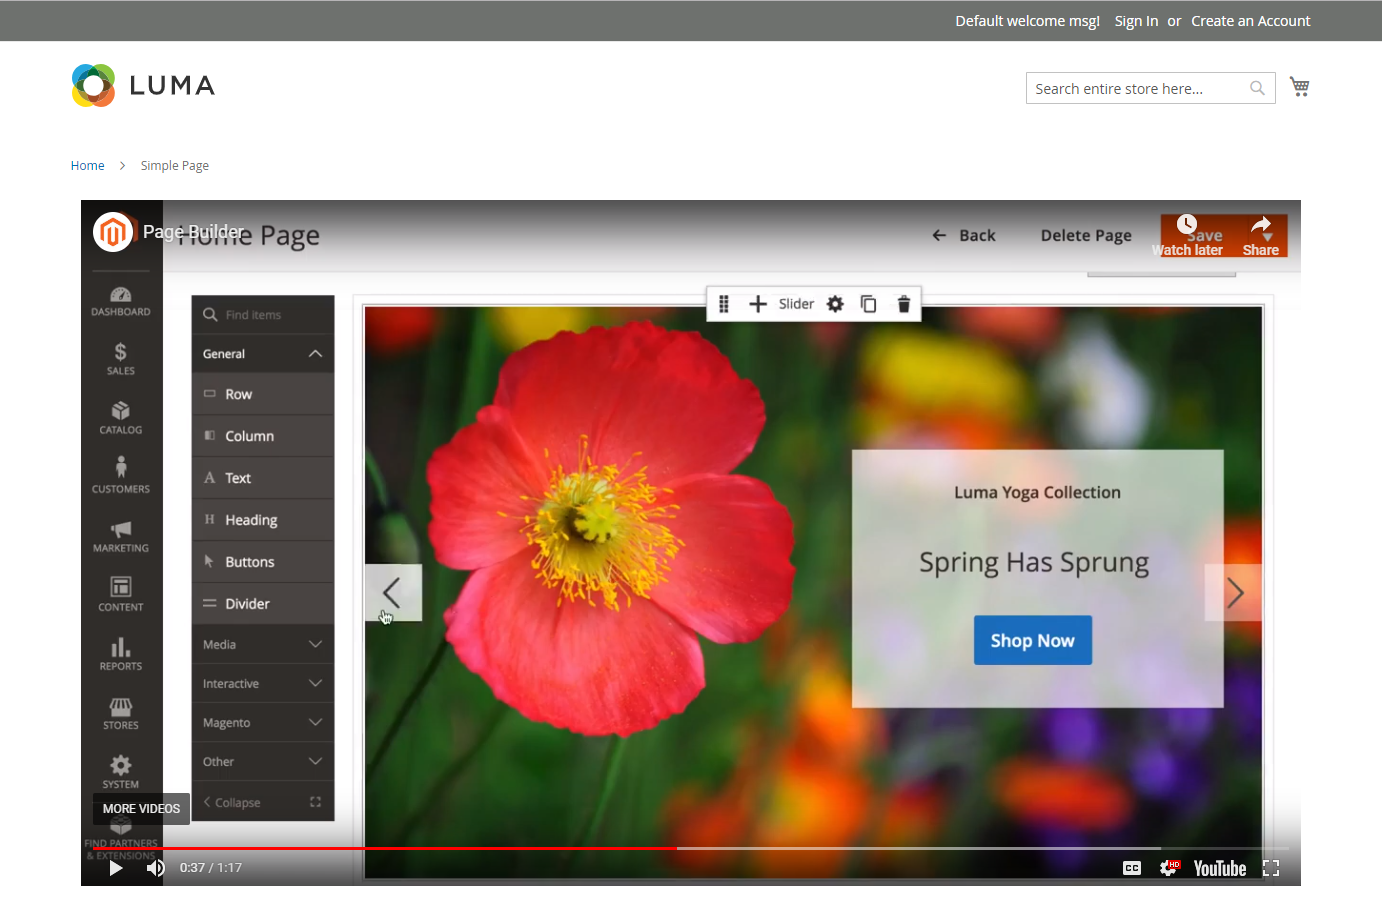 Default welcome msg! Sign In or Create an Account
LUMA
Search entire store here...
Home > Simple Page
Page Builder
Home Page
Back
Delete Page
Save
Watch later
Share
DASHBOARD
SALES
CATALOG
CUSTOMERS
MARKETING
CONTENT
REPORTS
STORES
SYSTEM
MORE VIDEOS
FIND PARTNERS
& EXTENSIONS
Find items
General
Row
Column
Text
Heading
Buttons
Divider
Media
Interactive
Magento
Other
Collapse
Slider
Luma Yoga Collection
Spring Has Sprung
Shop Now
0:37 / 1:17
CC
HD
YouTube